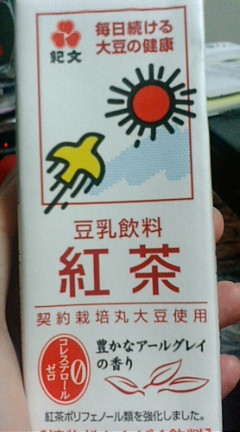 毎日続ける
大豆の健康
紀文
豆乳飲料
紅茶
契約栽培丸大豆使用
コレステロール
ゼロ
0
豊かなアールグレイ
の香り
紅茶ポリフェノール類を強化しました。